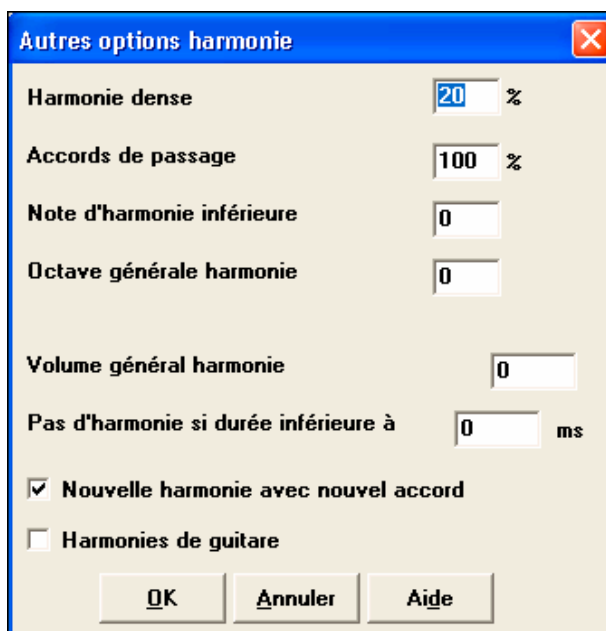 Autres options harmonie
Harmonie dense 20 %
Accords de passage 100 %
Note d'harmonie inférieure 0
Octave générale harmonie 0
Volume général harmonie 0
Pas d'harmonie si durée inférieure à 0 ms
Nouvelle harmonie avec nouvel accord
Harmonies de guitare
OK Annuler Aide